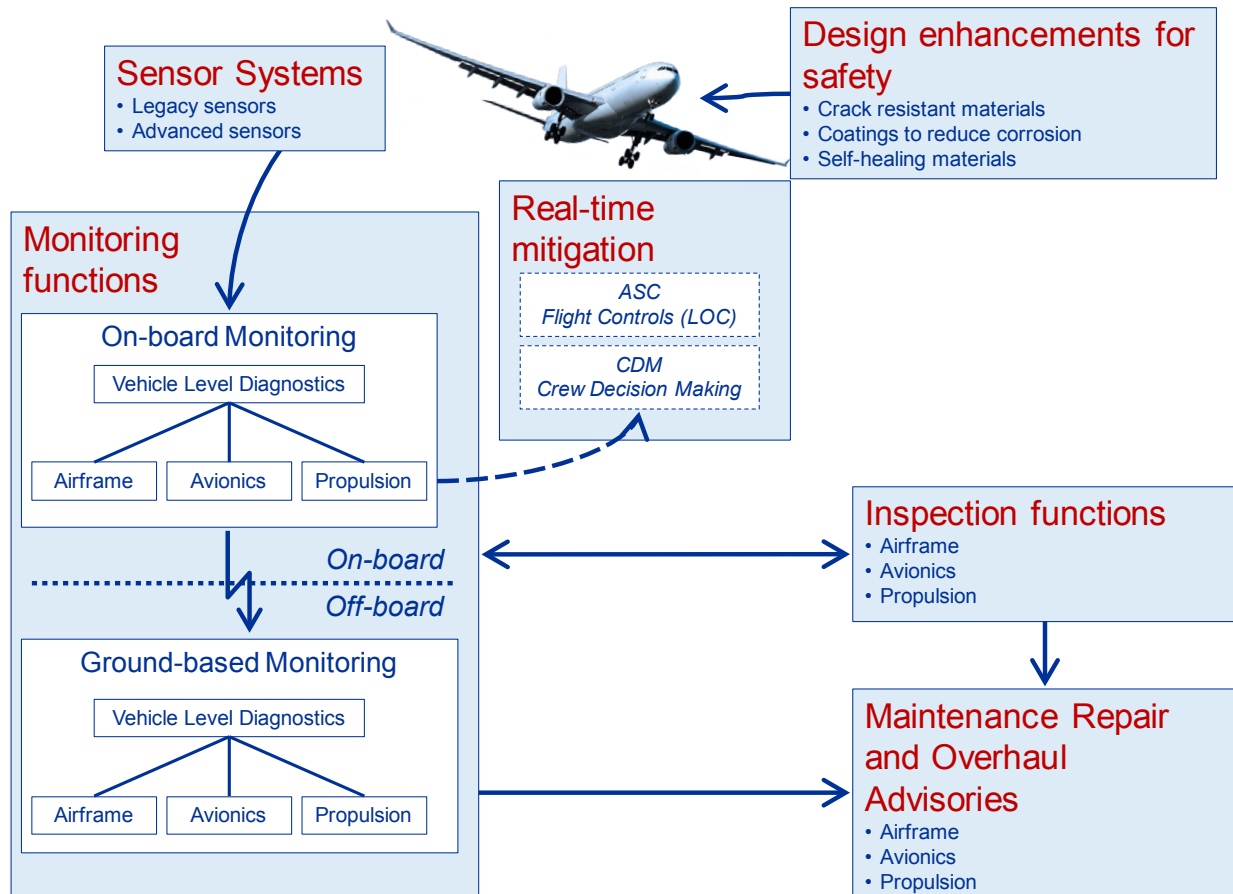 Sensor Systems
• Legacy sensors
• Advanced sensors
Design enhancements for
safety
• Crack resistant materials
• Coatings to reduce corrosion
• Self-healing materials
Monitoring
functions
On-board Monitoring
Vehicle Level Diagnostics
Airframe
Avionics
Propulsion
On-board
Off-board
Ground-based Monitoring
Vehicle Level Diagnostics
Airframe
Avionics
Propulsion
Real-time
mitigation
ASC
Flight Controls (LOC)
CDM
Crew Decision Making
Inspection functions
• Airframe
• Avionics
• Propulsion
Maintenance Repair
and Overhaul
Advisories
• Airframe
• Avionics
• Propulsion